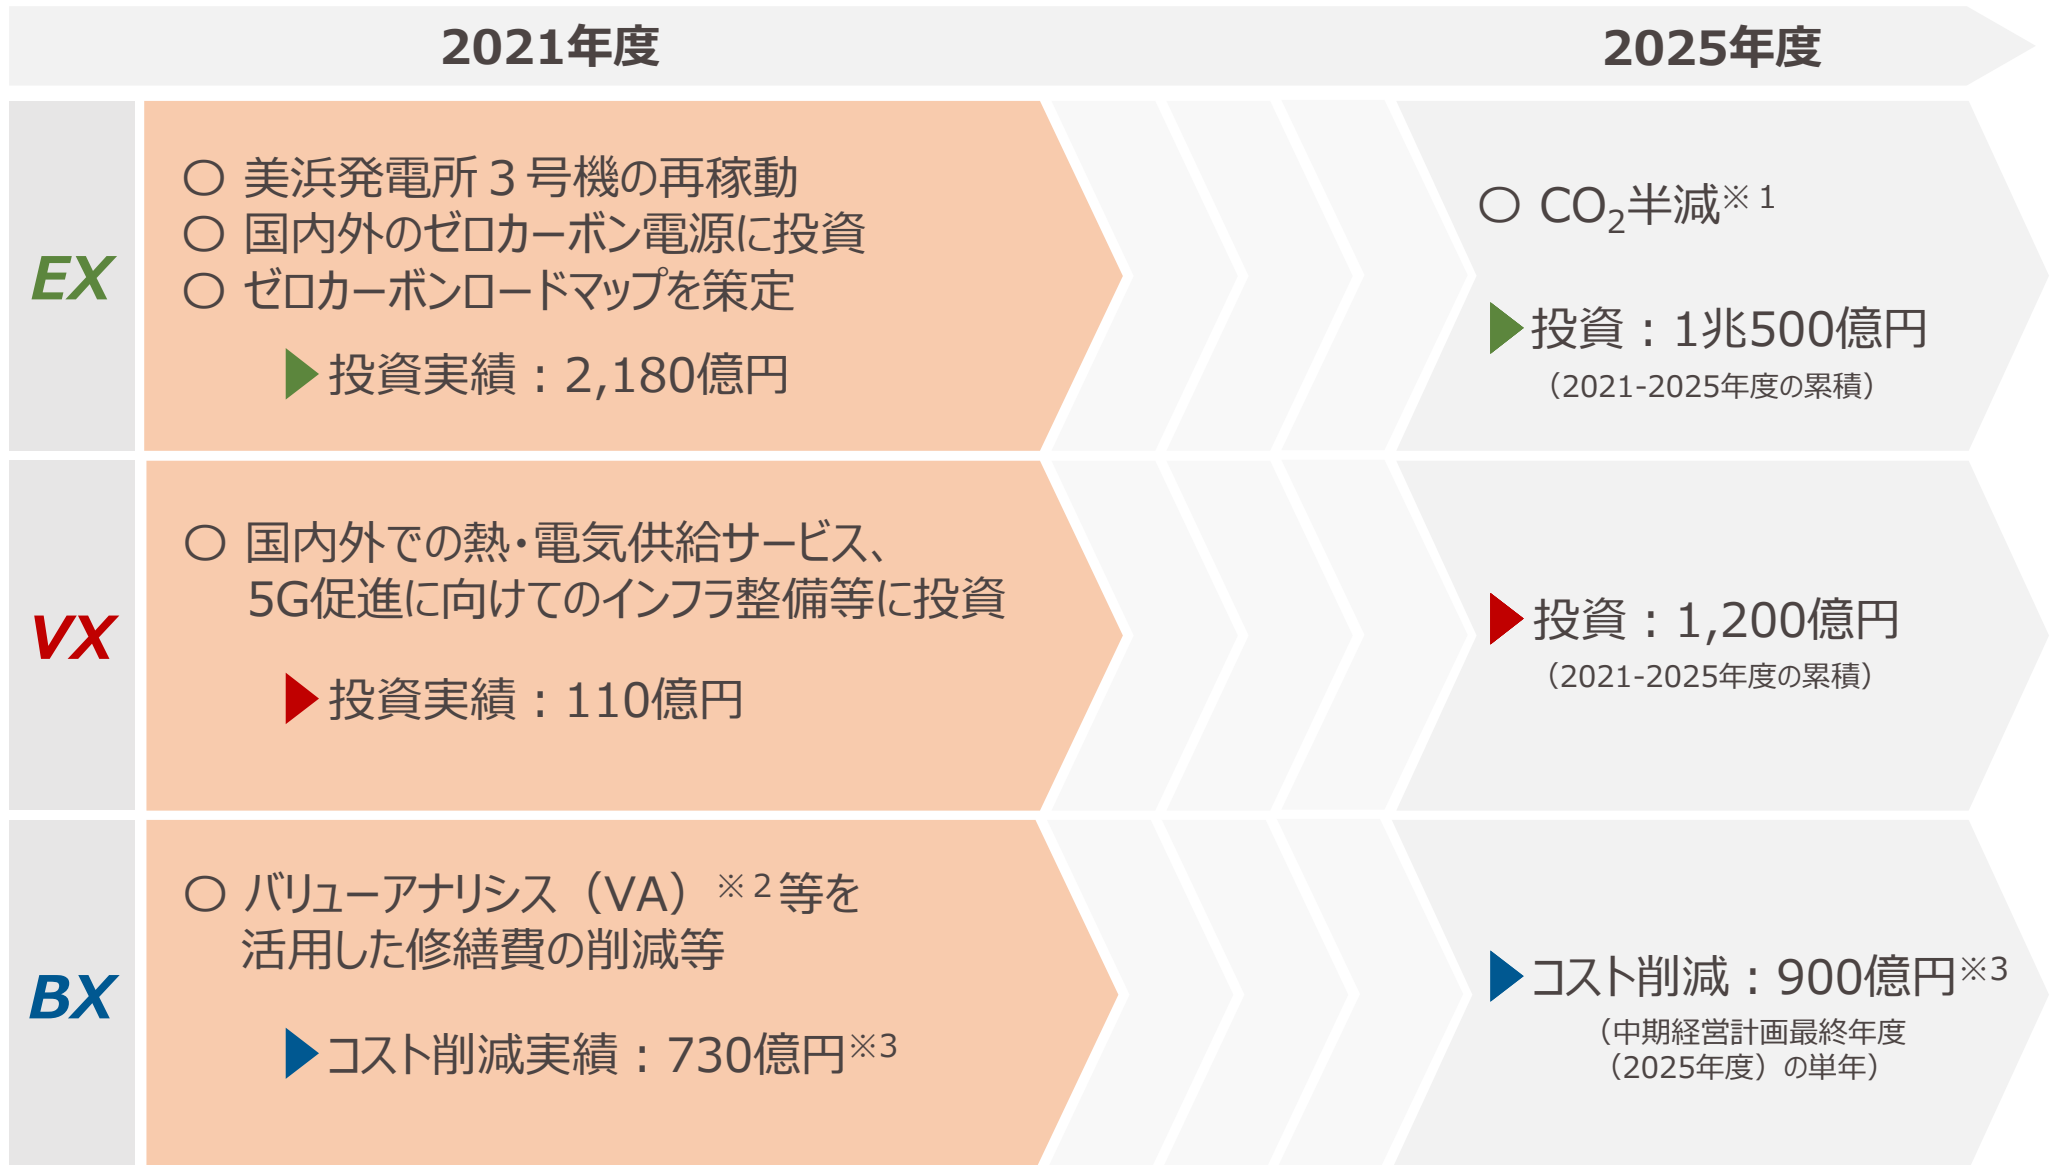 2021年度
2025年度
EX
〇 美浜発電所３号機の再稼動
〇 国内外のゼロカーボン電源に投資
〇 ゼロカーボンロードマップを策定
▶投資実績：2,180億円
〇 CO₂半減※１
▶投資：1兆500億円
（2021-2025年度の累積）
VX
〇 国内外での熱・電気供給サービス、
5G促進に向けてのインフラ整備等に投資
▶投資実績：110億円
▶投資：1,200億円
（2021-2025年度の累積）
BX
〇 バリューアナリシス（VA）※２等を
活用した修繕費の削減等
▶コスト削減実績：730億円※3
▶コスト削減：900億円※3
（中期経営計画最終年度
（2025年度）の単年）